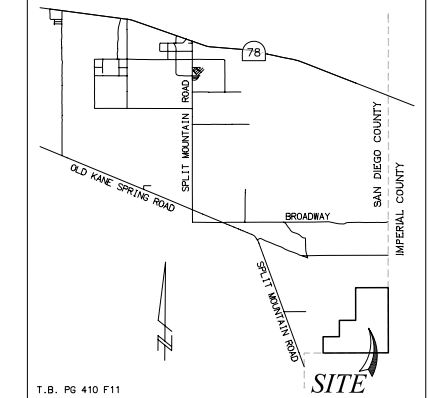 78
SPLIT MOUNTAIN ROAD
SAN DIEGO COUNTY
IMPERIAL COUNTY
OLD KANE SPRING ROAD
BROADWAY
SPLIT MOUNTAIN ROAD
N
T.B. PG 410 F11
SITE